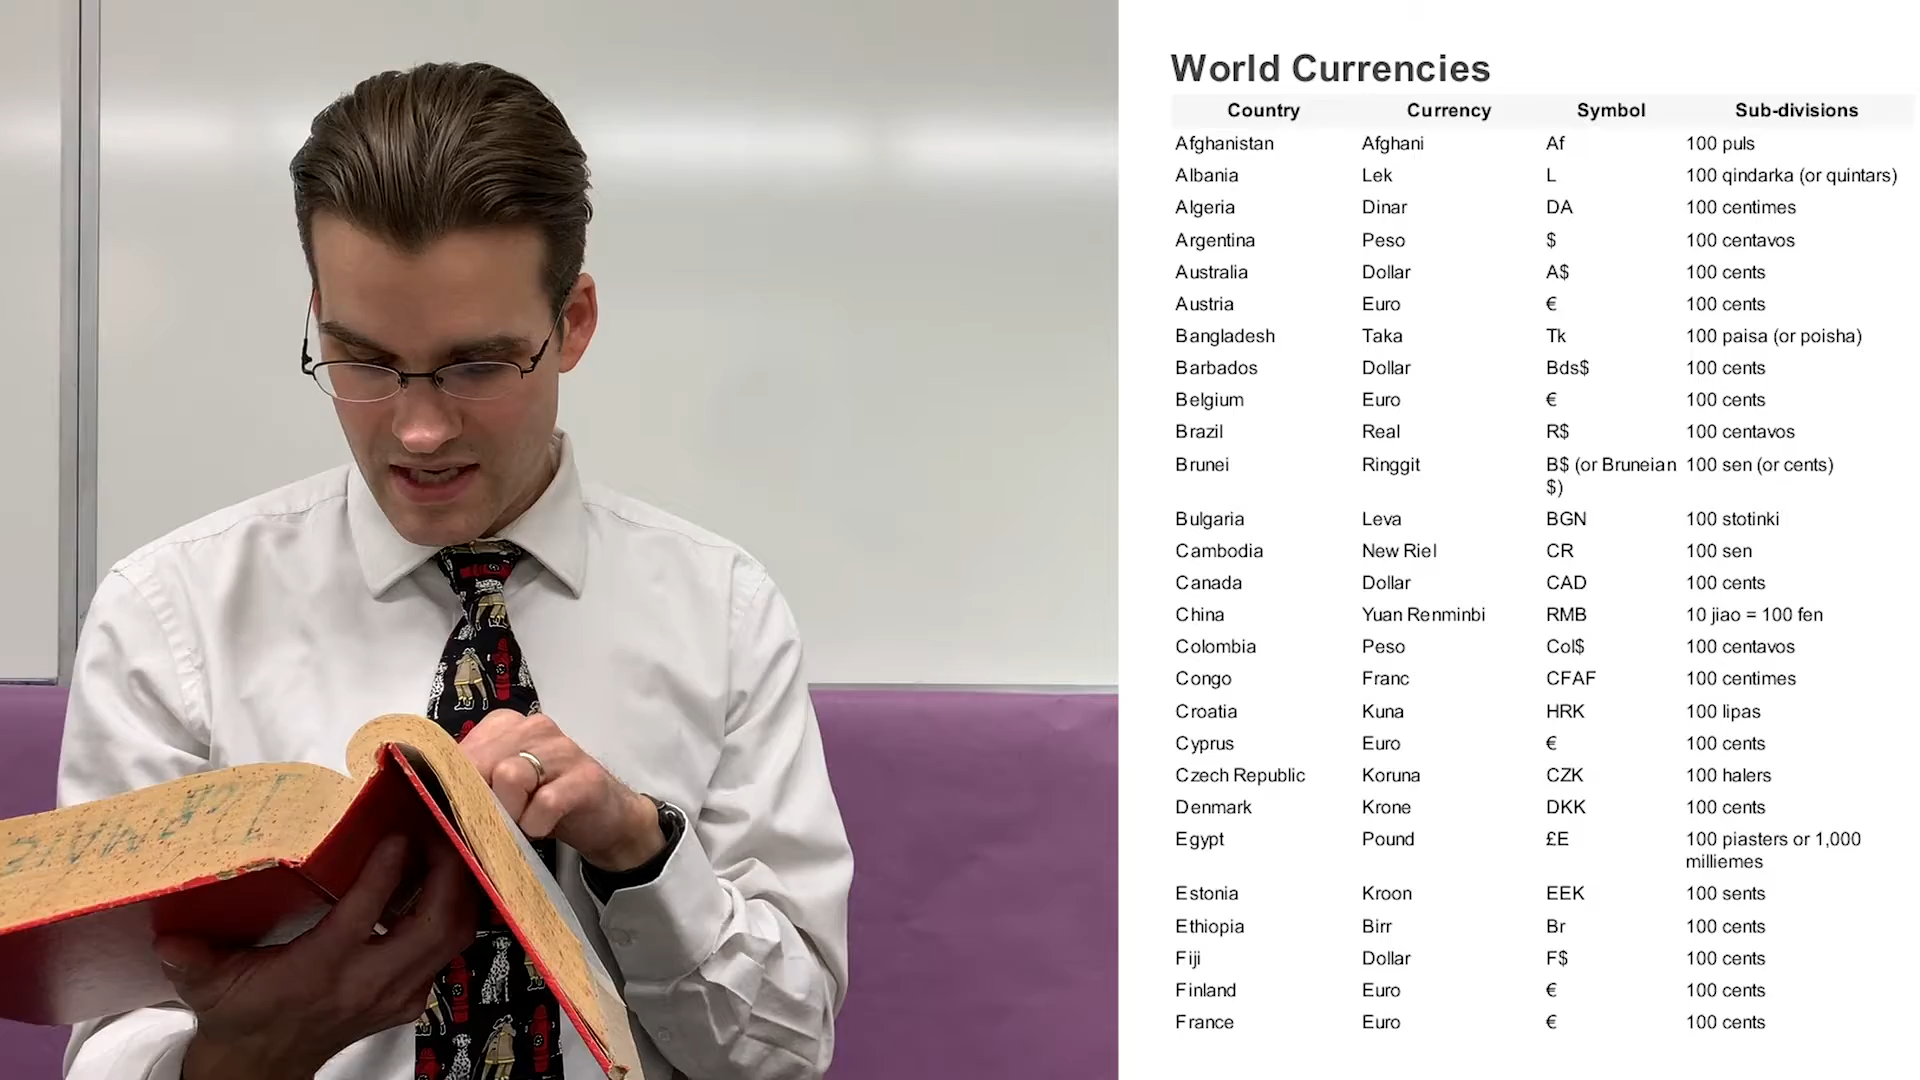 World Currencies
Country Currency Symbol Sub-divisions
Afghanistan Afghani Af 100 puls
Albania Lek L 100 qindarka (or quintars)
Algeria Dinar DA 100 centimes
Argentina Peso $ 100 centavos
Australia Dollar A$ 100 cents
Austria Euro € 100 cents
Bangladesh Taka Tk 100 paisa (or poisha)
Barbados Dollar Bds$ 100 cents
Belgium Euro € 100 cents
Brazil Real R$ 100 centavos
Brunei Ringgit B$ (or Bruneian 100 sen (or cents)
$)
Bulgaria Leva BGN 100 stotinki
Cambodia New Riel CR 100 sen
Canada Dollar CAD 100 cents
China Yuan Renminbi RMB 10 jiao = 100 fen
Colombia Peso Col$ 100 centavos
Congo Franc CFAF 100 centimes
Croatia Kuna HRK 100 lipas
Cyprus Euro € 100 cents
Czech Republic Koruna CZK 100 halers
Denmark Krone DKK 100 cents
Egypt Pound £E 100 piasters or 1,000
milliemes
Estonia Kroon EEK 100 sents
Ethiopia Birr Br 100 cents
Fiji Dollar F$ 100 cents
Finland Euro € 100 cents
France Euro € 100 cents